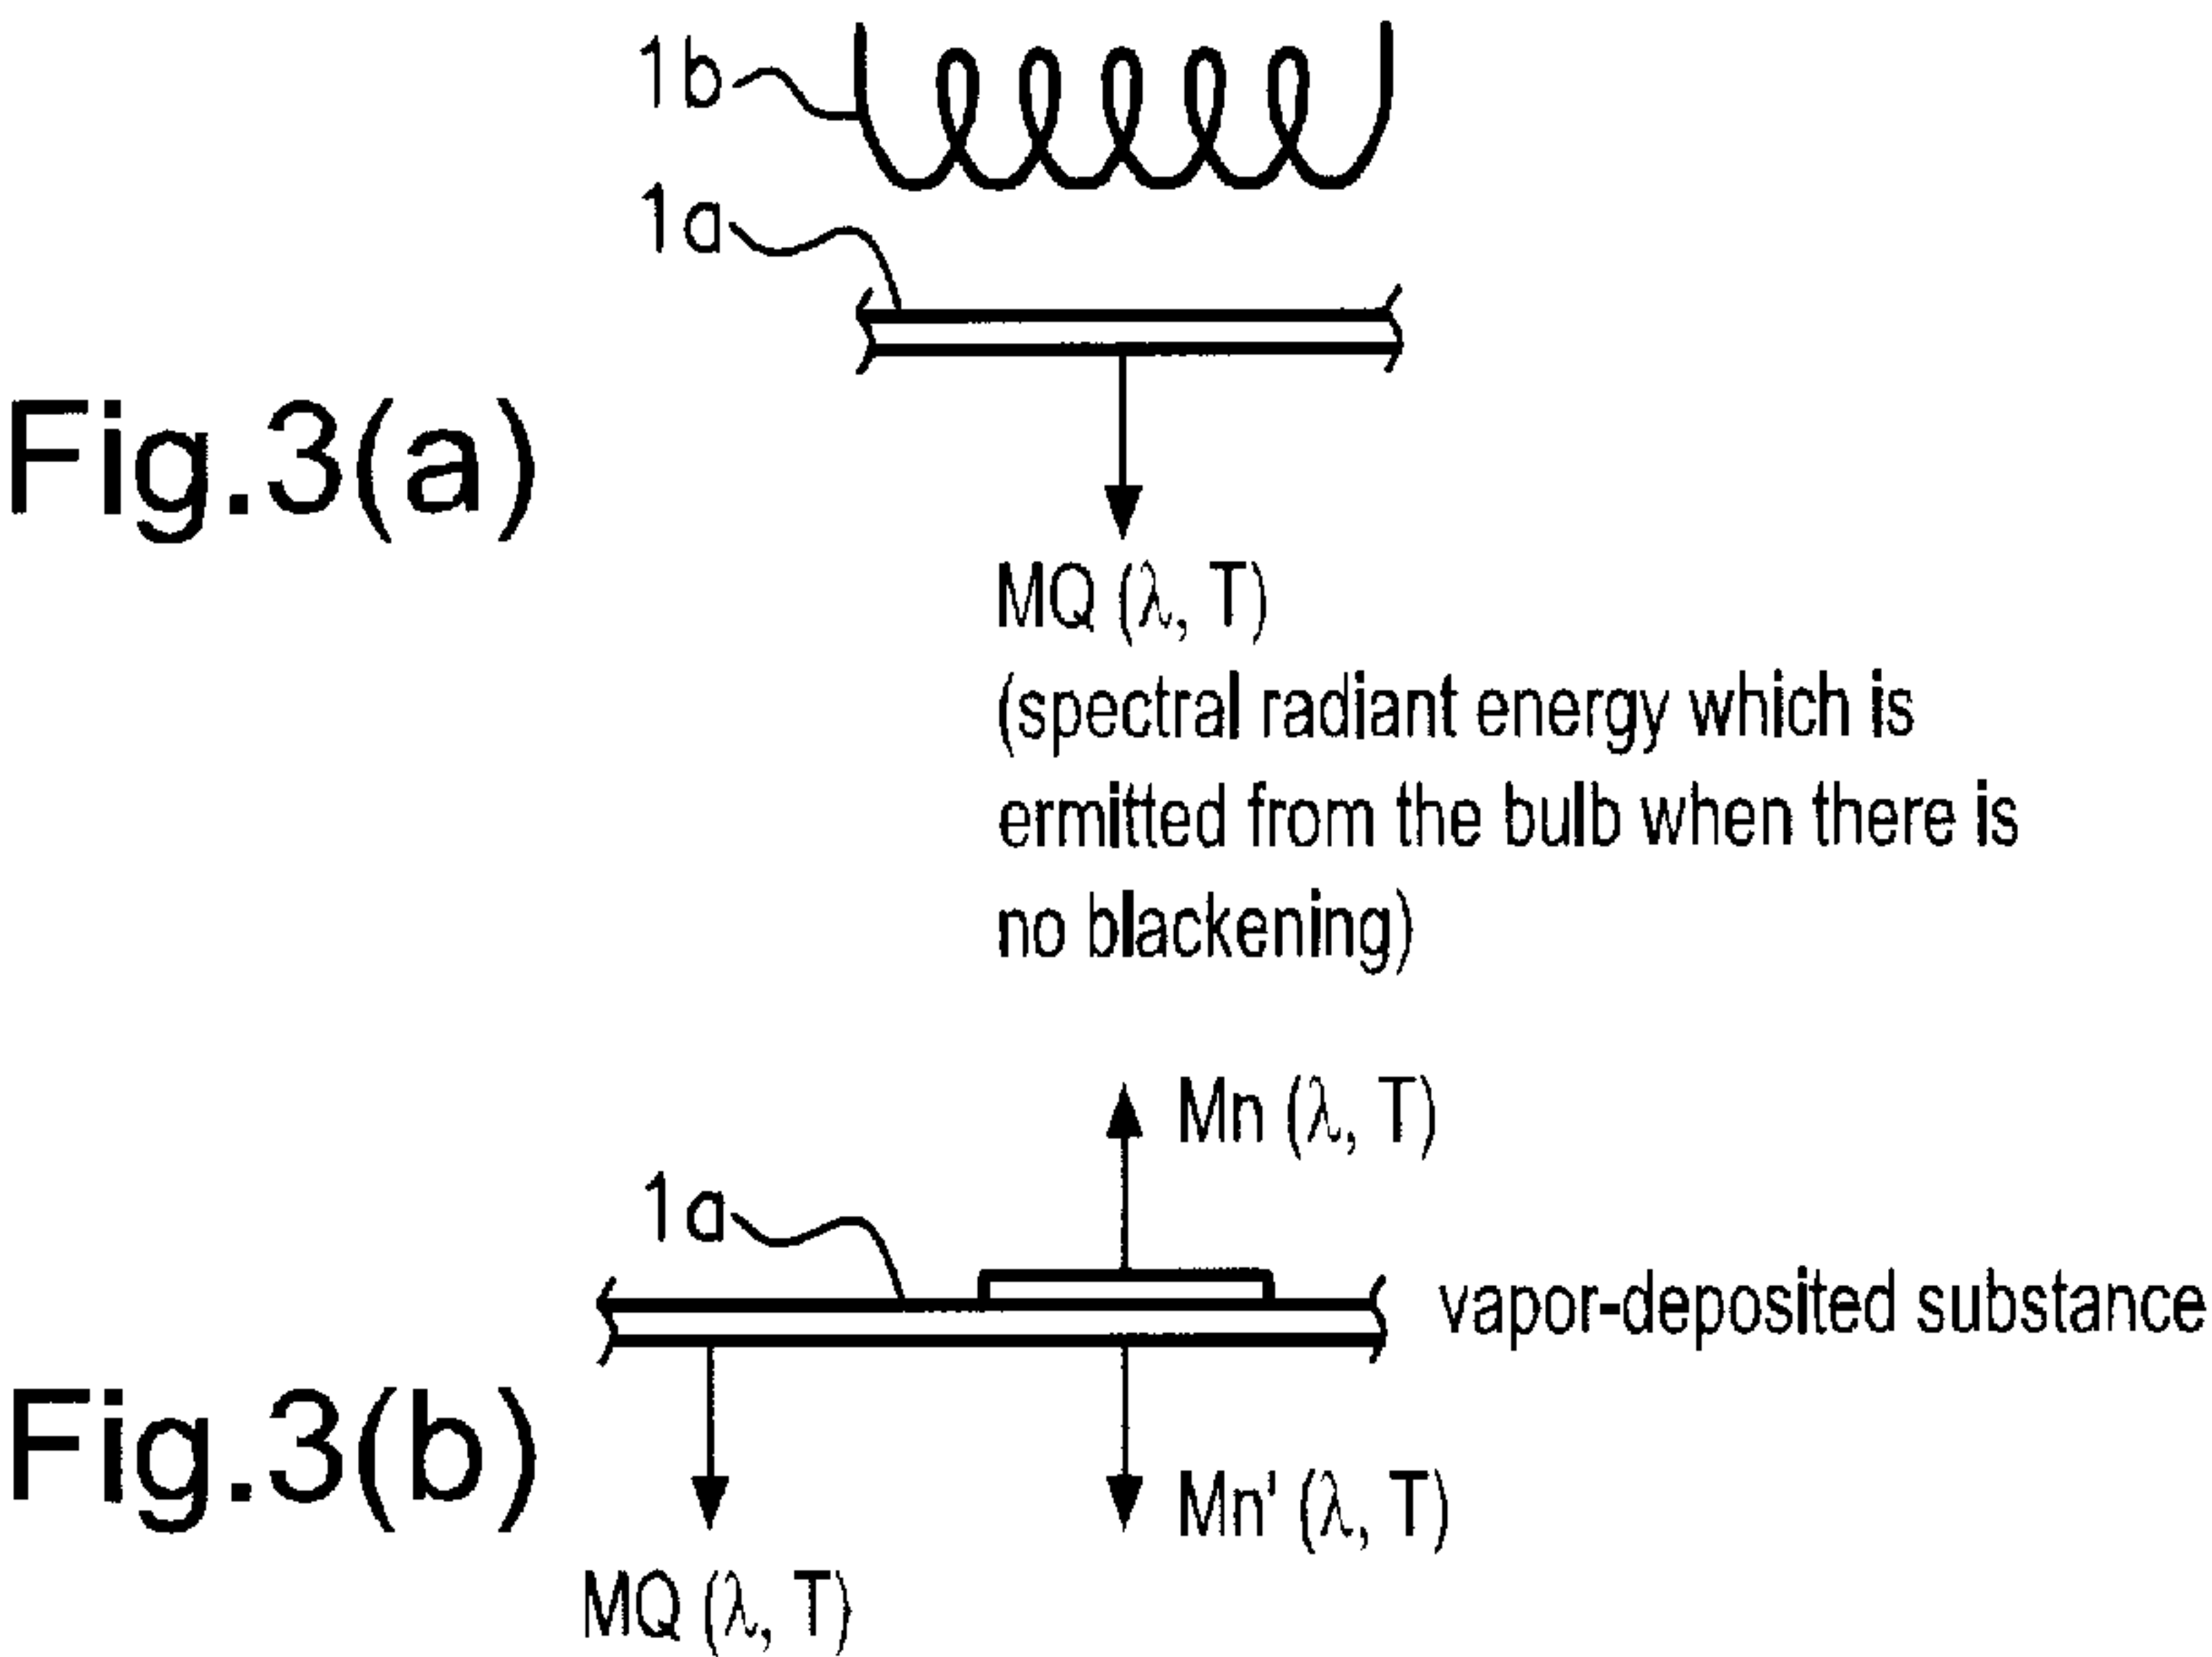 1b
1a
Fig.3(a)
MQ (λ, T)
(spectral radiant energy which is
ermitted from the bulb when there is
no blackening)
Mn (λ, T)
1a
vapor-deposited substance
Fig.3(b)
Mn' (λ, T)
MQ (λ, T)